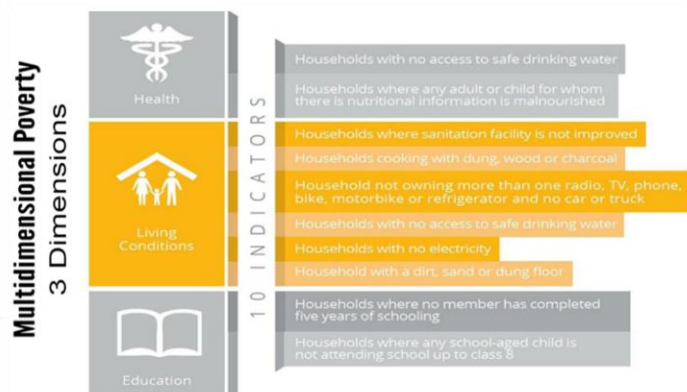 Multidimensional Poverty
3 Dimensions
Health
Living
Conditions
Education
10 INDICATORS
Households with no access to safe drinking water
Households where any adult or child for whom
there is nutritional information is malnourished
Households where sanitation facility is not improved
Households cooking with dung, wood or charcoal
Household not owning more than one radio, TV, phone,
bike, motorbike or refrigerator and no car or truck
Households with no access to safe drinking water
Households with no electricity
Household with a dirt, sand or dung floor
Households where no member has completed
five years of schooling
Households where any school-aged child is
not attending school up to class 8